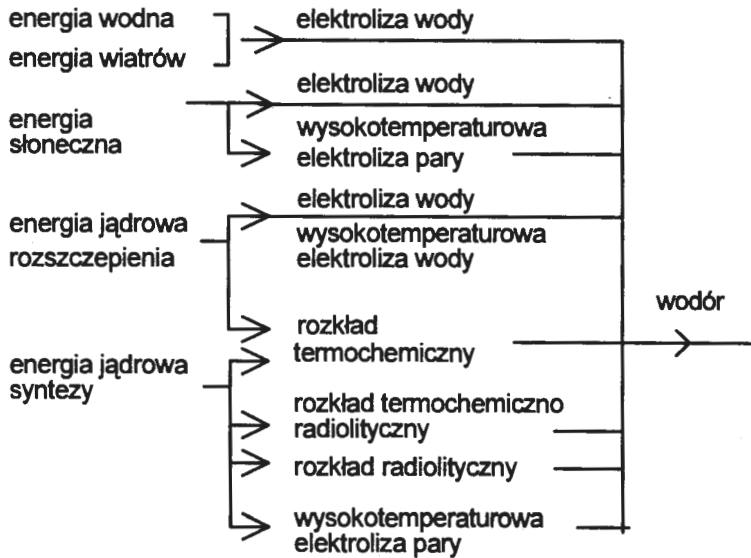 energia wodna
energia wiatrów
elektroliza wody
energia
słoneczna
elektroliza wody
wysokotemperaturowa
elektroliza pary
energia jądrowa
rozszczepienia
elektroliza wody
wysokotemperaturowa
elektroliza wody
rozkład
termochemiczny
energia jądrowa
syntezy
rozkład termochemiczno
radiolityczny
rozkład radiolityczny
wysokotemperaturowa
elektroliza pary
wodór